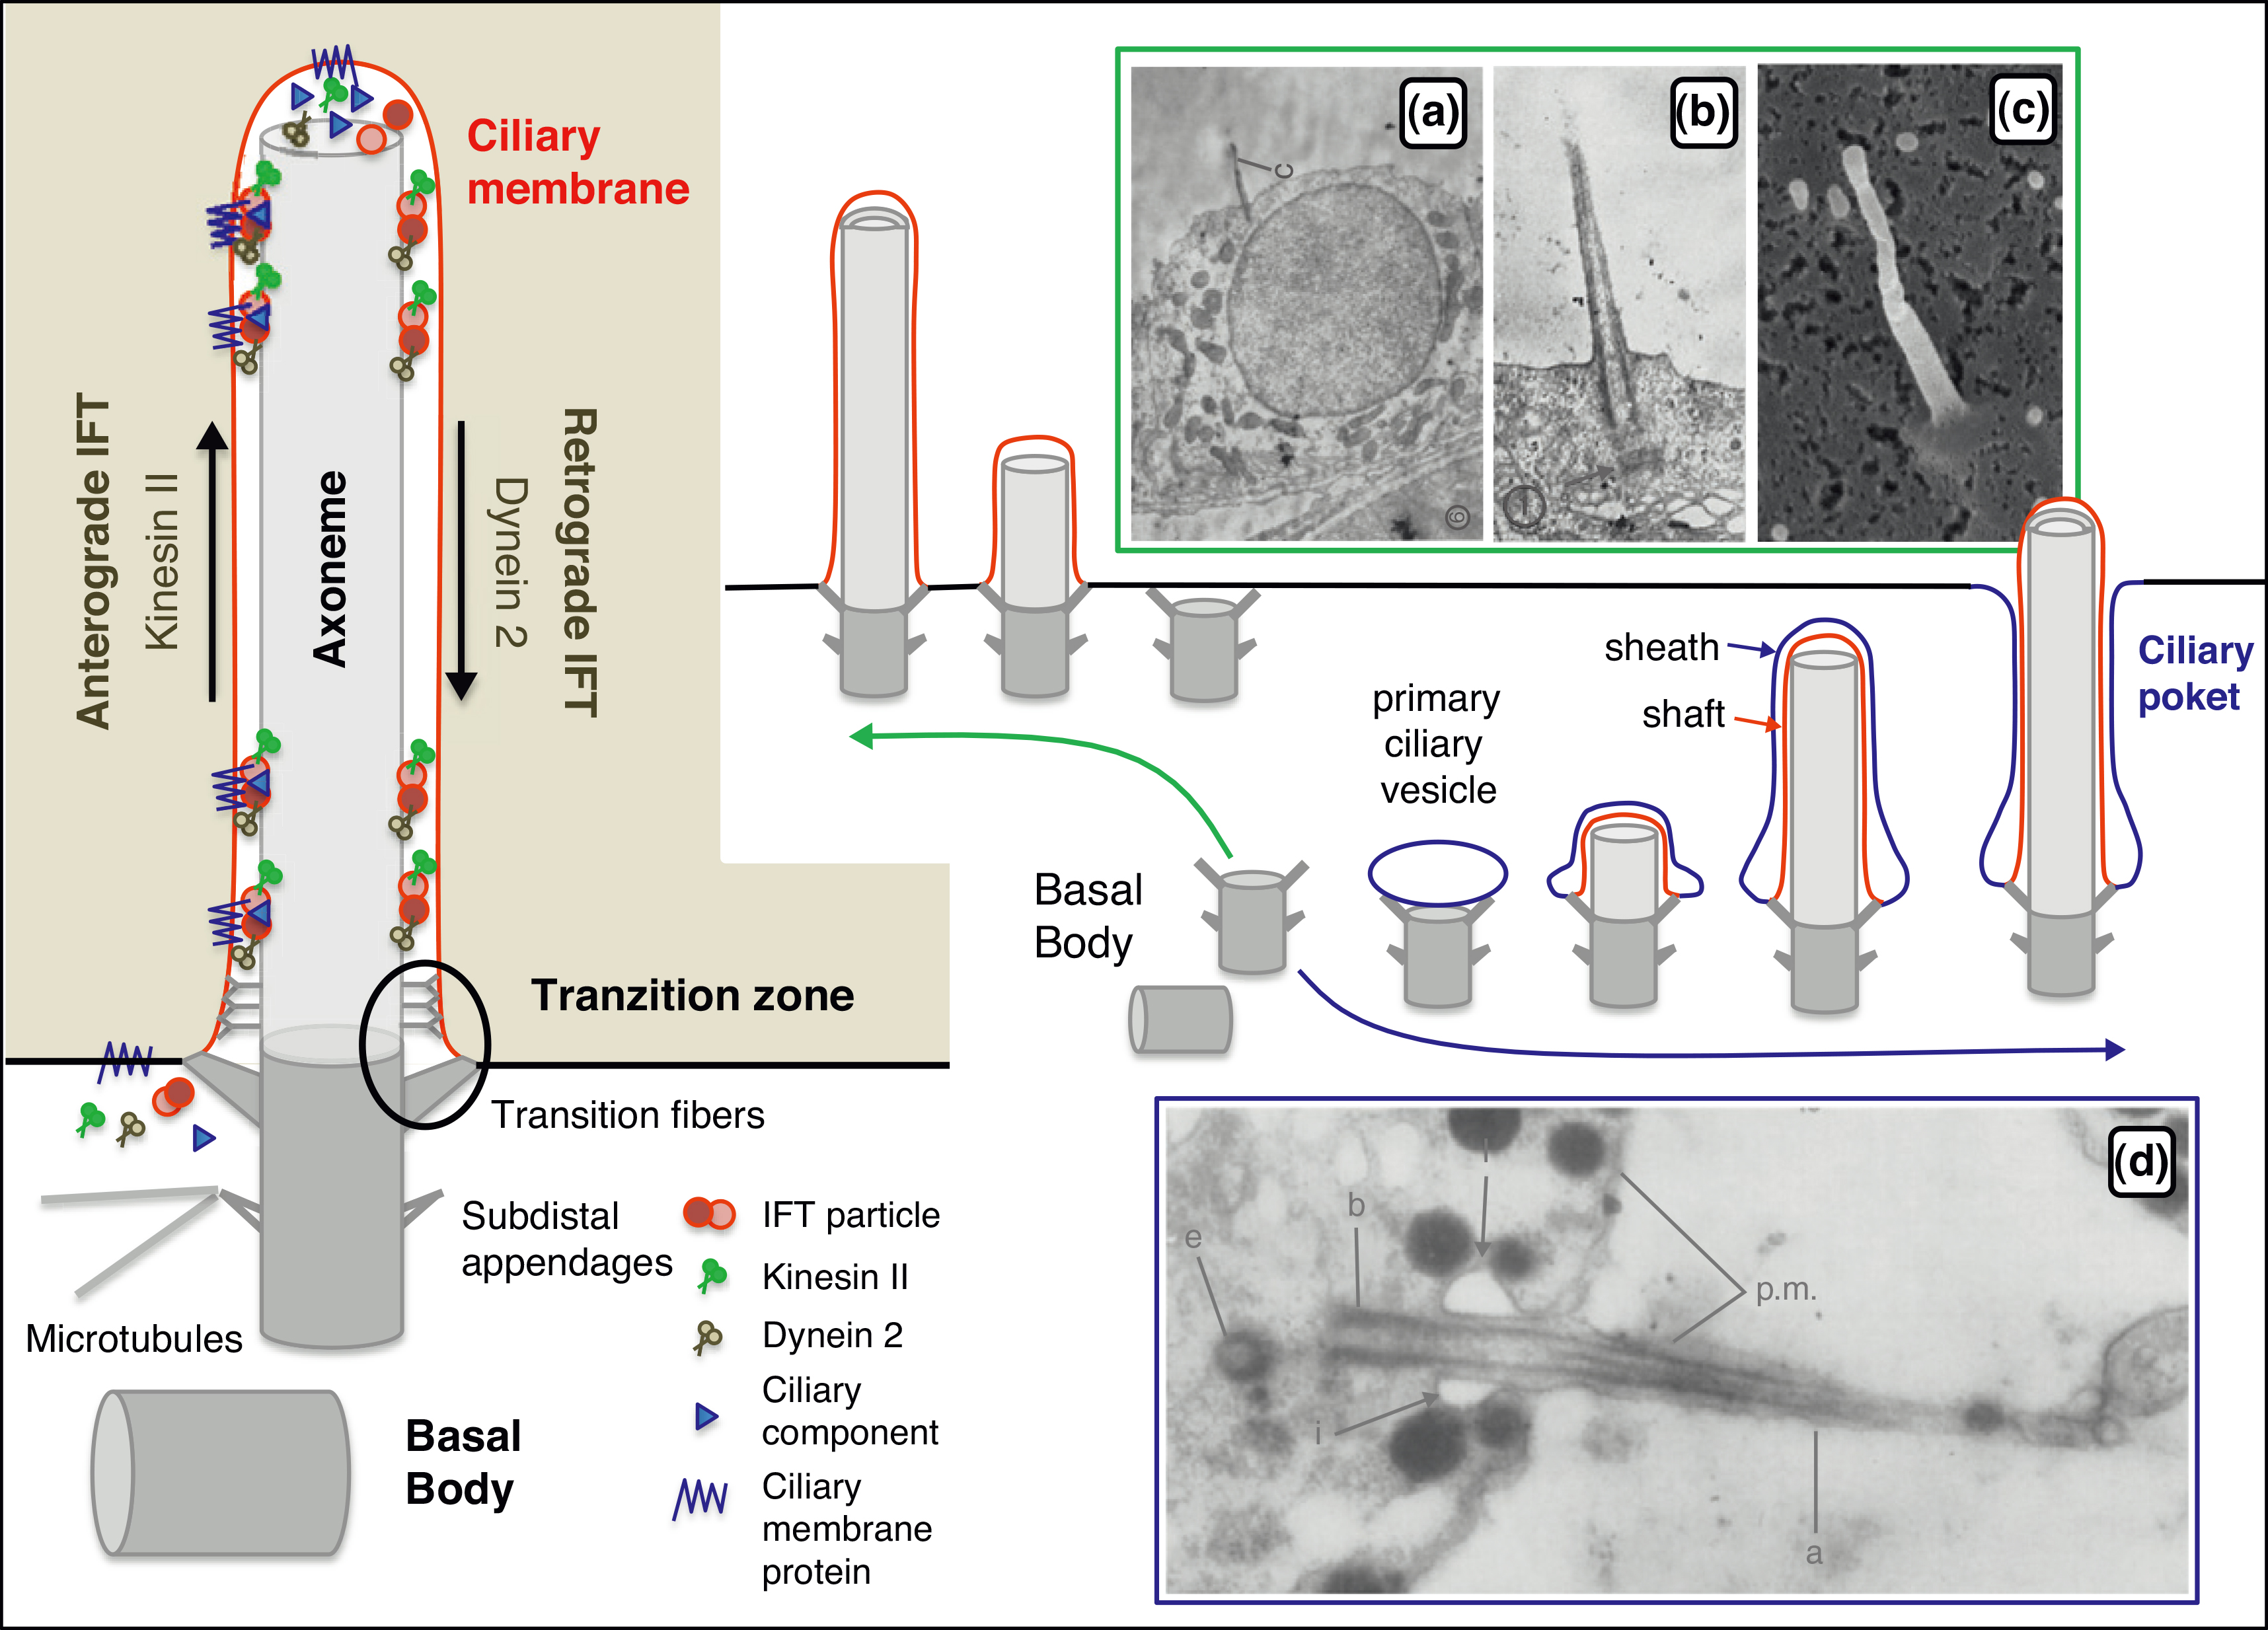 Ciliary
membrane
Anterograde IFT
Kinesin II
Axoneme
Dynein 2
Retrograde IFT
Tranzition zone
Transition fibers
Subdistal
appendages
Microtubules
Basal
Body
IFT particle
Kinesin II
Dynein 2
Ciliary
component
Ciliary
membrane
protein
(a)
(b)
(c)
C
6
1
sheath
shaft
Ciliary
poket
primary
ciliary
vesicle
Basal
Body
(d)
e
b
i
p.m.
i
a